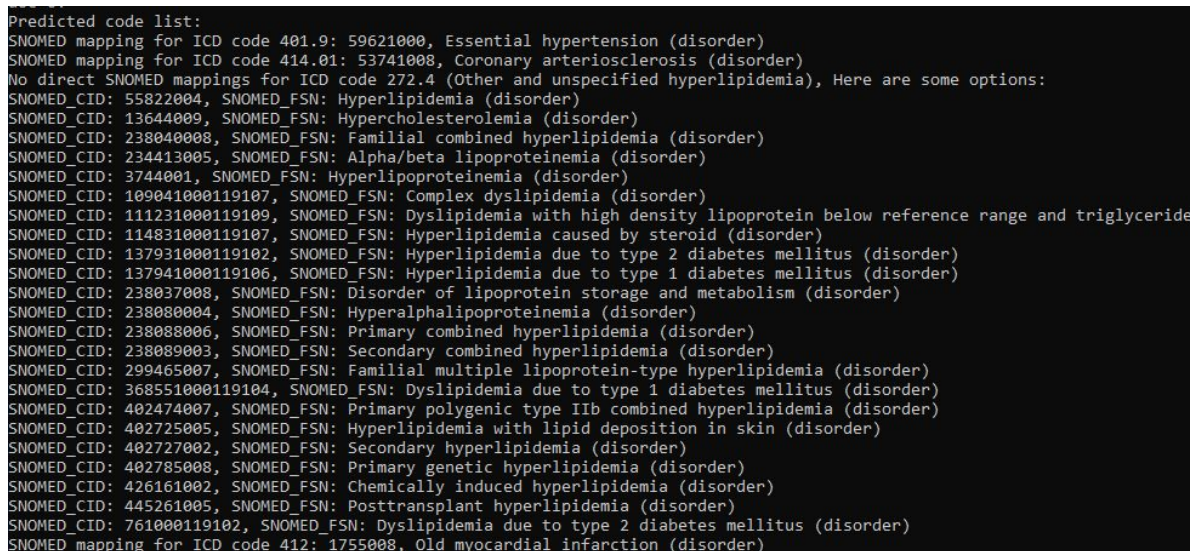 Predicted code list:
SNOMED mapping for ICD code 401.9: 59621000, Essential hypertension (disorder)
SNOMED mapping for ICD code 414.01: 53741008, Coronary arteriosclerosis (disorder)
No direct SNOMED mappings for ICD code 272.4 (Other and unspecified hyperlipidemia), Here are some options:
SNOMED_CID: 55822004, SNOMED_FSN: Hyperlipidemia (disorder)
SNOMED_CID: 13644009, SNOMED_FSN: Hypercholesterolemia (disorder)
SNOMED_CID: 238040008, SNOMED_FSN: Familial combined hyperlipidemia (disorder)
SNOMED_CID: 234413005, SNOMED_FSN: Alpha/beta lipoproteinemia (disorder)
SNOMED_CID: 3744001, SNOMED_FSN: Hyperlipoproteinemia (disorder)
SNOMED_CID: 109041000119107, SNOMED_FSN: Complex dyslipidemia (disorder)
SNOMED_CID: 111231000119109, SNOMED_FSN: Dyslipidemia with high density lipoprotein below reference range and triglyceride
SNOMED_CID: 114831000119107, SNOMED_FSN: Hyperlipidemia caused by steroid (disorder)
SNOMED_CID: 137931000119102, SNOMED_FSN: Hyperlipidemia due to type 2 diabetes mellitus (disorder)
SNOMED_CID: 137941000119106, SNOMED_FSN: Hyperlipidemia due to type 1 diabetes mellitus (disorder)
SNOMED_CID: 238037008, SNOMED_FSN: Disorder of lipoprotein storage and metabolism (disorder)
SNOMED_CID: 238080004, SNOMED_FSN: Hyperalphalipoproteinemia (disorder)
SNOMED_CID: 238088006, SNOMED_FSN: Primary combined hyperlipidemia (disorder)
SNOMED_CID: 238089003, SNOMED_FSN: Secondary combined hyperlipidemia (disorder)
SNOMED_CID: 299465007, SNOMED_FSN: Familial multiple lipoprotein-type hyperlipidemia (disorder)
SNOMED_CID: 368551000119104, SNOMED_FSN: Dyslipidemia due to type 1 diabetes mellitus (disorder)
SNOMED_CID: 402474007, SNOMED_FSN: Primary polygenic type IIb combined hyperlipidemia (disorder)
SNOMED_CID: 402725005, SNOMED_FSN: Hyperlipidemia with lipid deposition in skin (disorder)
SNOMED_CID: 402727002, SNOMED_FSN: Secondary hyperlipidemia (disorder)
SNOMED_CID: 402785008, SNOMED_FSN: Primary genetic hyperlipidemia (disorder)
SNOMED_CID: 426161002, SNOMED_FSN: Chemically induced hyperlipidemia (disorder)
SNOMED_CID: 445261005, SNOMED_FSN: Posttransplant hyperlipidemia (disorder)
SNOMED_CID: 761000119102, SNOMED_FSN: Dyslipidemia due to type 2 diabetes mellitus (disorder)
SNOMED mapping for ICD code 412: 1755008, Old myocardial infarction (disorder)